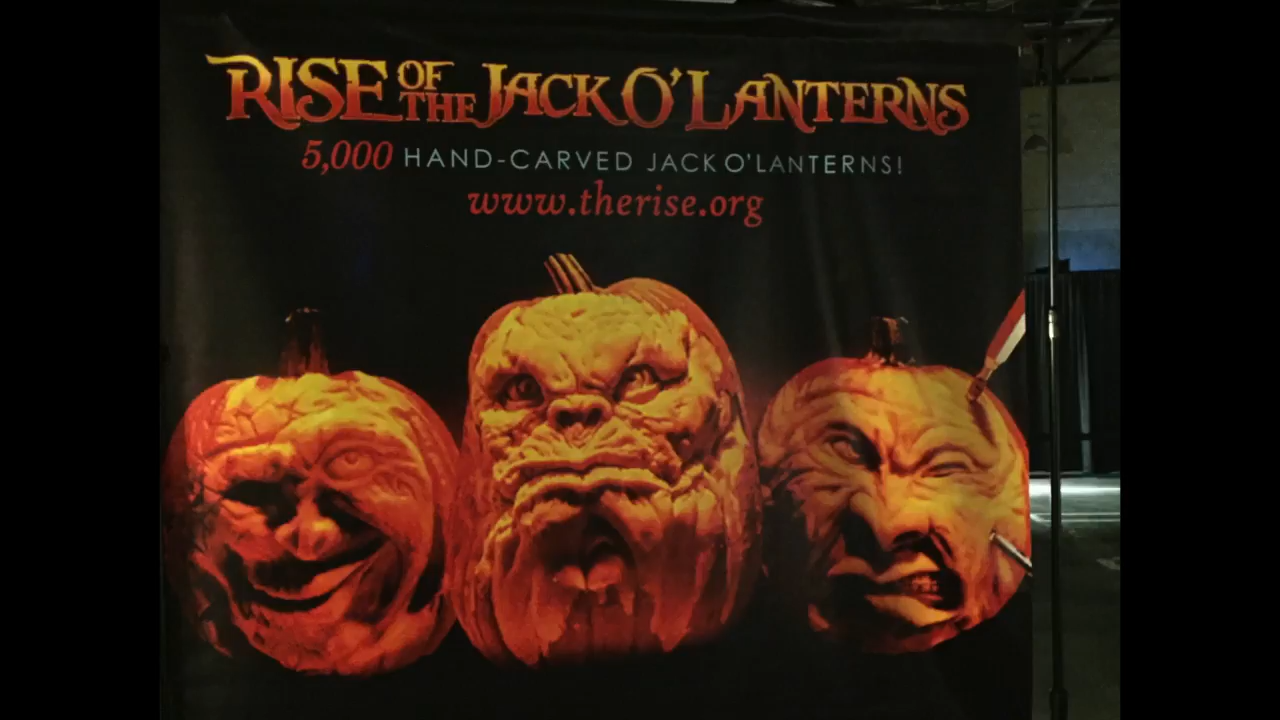 RISE OF THE JACK O'LANTERNS
5,000 HAND-CARVED JACK O'LANTERNS!
www.therise.org